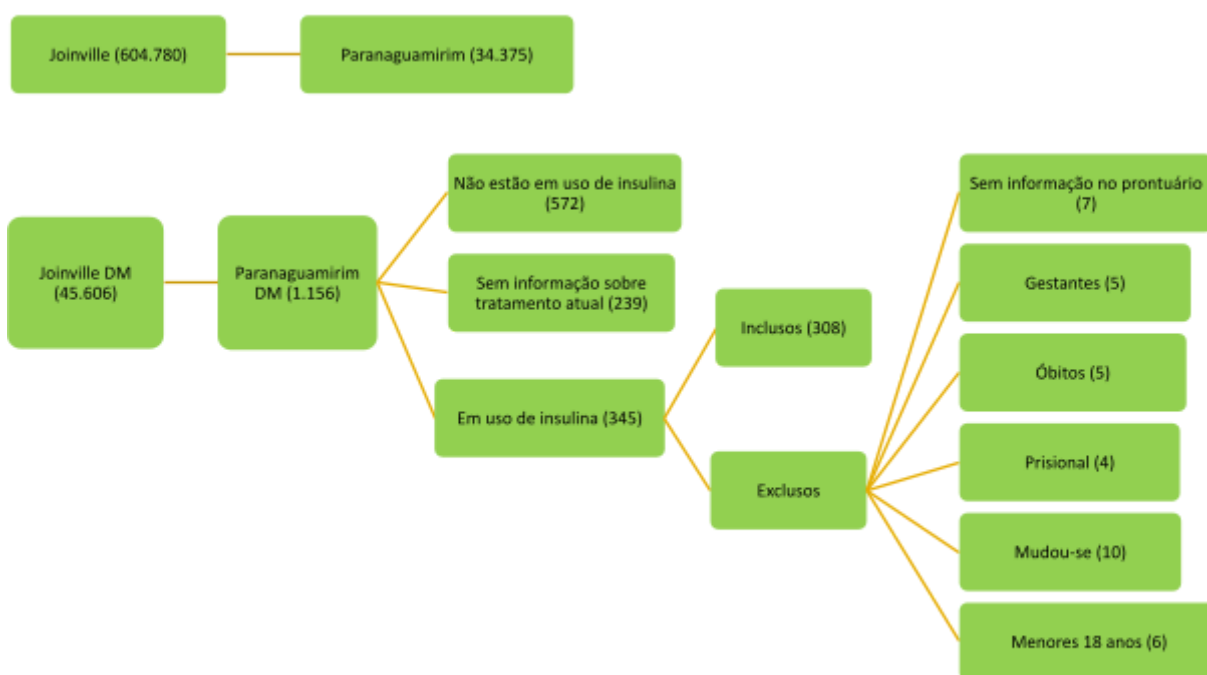 Joinville (604.780)
Paranaguamirim (34.375)
Joinville DM
(45.606)
Paranaguamirim
DM (1.156)
Não estão em uso de insulina
(572)
Sem informação sobre
tratamento atual (239)
Em uso de insulina (345)
Inclusos (308)
Exclusos
Sem informação no prontuário
(7)
Gestantes (5)
Óbitos (5)
Prisional (4)
Mudou-se (10)
Menores 18 anos (6)